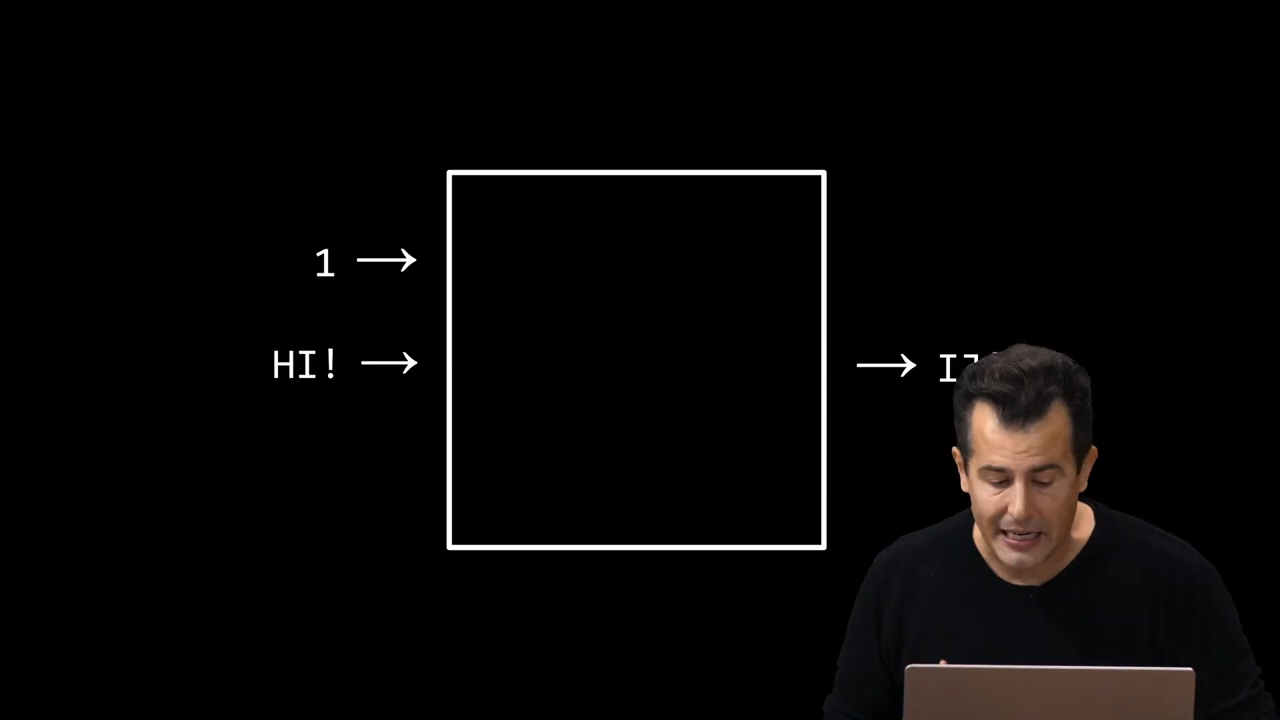 1 →
HI! → →